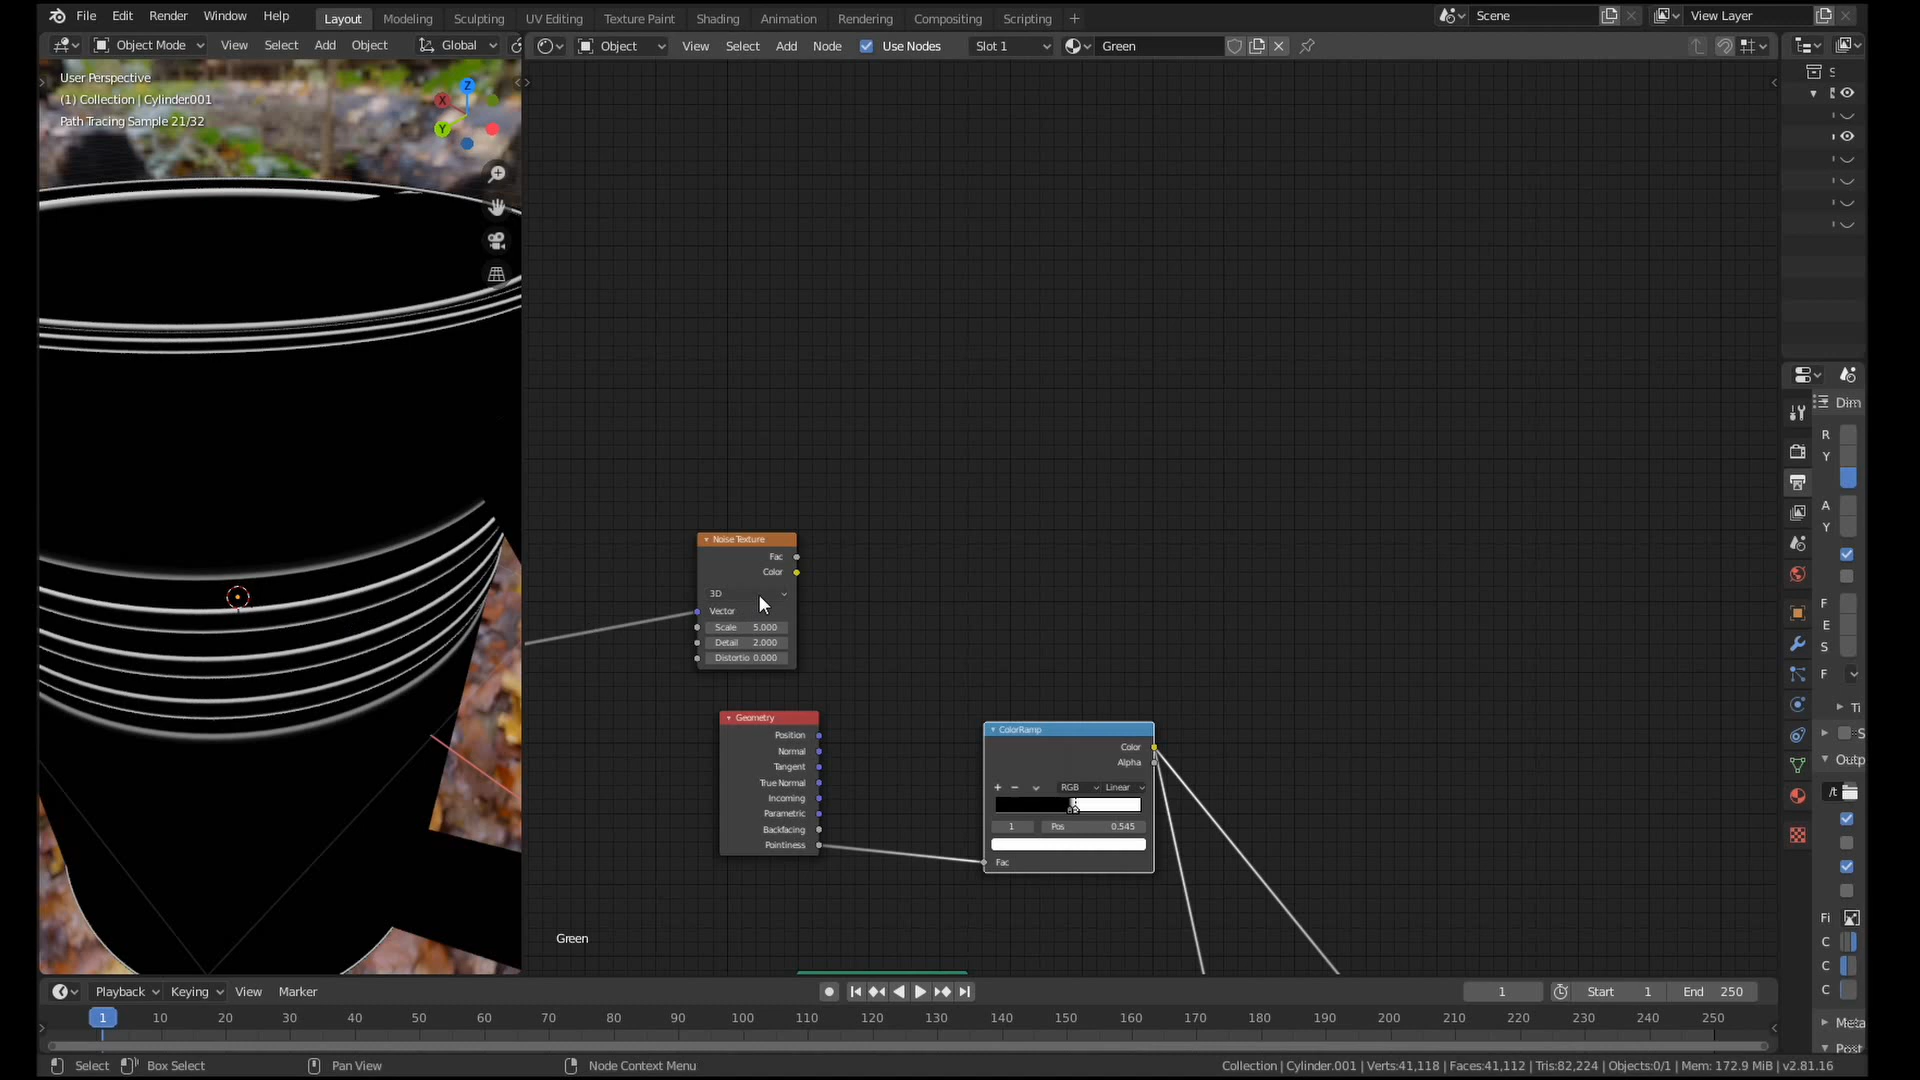 File Edit Render Window Help Layout Modeling Sculpting UV Editing Texture Paint Shading Animation Rendering Compositing Scripting + Scene View Layer
Object Mode View Select Add Object Global Object View Select Add Node Use Nodes Slot 1 Green
User Perspective
(1) Collection | Cylinder.001
Path Tracing Sample 21/32
Z
X
Y
Noise Texture
Fac
Color
3D
Vector
Scale 5.000
Detail 2.000
Distortio 0.000
Geometry
Position
Normal
Tangent
True Normal
Incoming
Parametric
Backfacing
Pointiness
ColorRamp
Color
Alpha
RGB Linear
1 Pos 0.545
Fac
Green
S
Dim
R
Y
A
Y
F
E
S
F
Ti
S
Outp
/t
Fi
C
C
C
Meta
Post
Playback Keying View Marker 1 Start 1 End 250
1 10 20 30 40 50 60 70 80 90 100 110 120 130 140 150 160 170 180 190 200 210 220 230 240 250
Select Box Select Pan View Node Context Menu Collection | Cylinder.001 | Verts:41,118 | Faces:41,112 | Tris:82,224 | Objects:0/1 | Mem: 172.9 MiB | v2.81.16